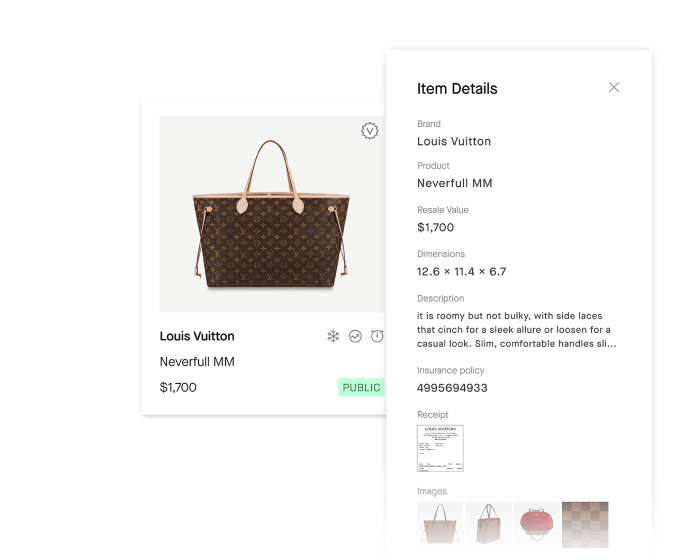 V
Louis Vuitton
Neverfull MM
$1,700
PUBLIC
Item Details
Brand
Louis Vuitton
Product
Neverfull MM
Resale Value
$1,700
Dimensions
12.6 × 11.4 × 6.7
Description
it is roomy but not bulky, with side laces
that cinch for a sleek allure or loosen for a
casual look. Slim, comfortable handles sli...
Insurance policy
4995694933
Receipt
LOUIS VUITTON
Images